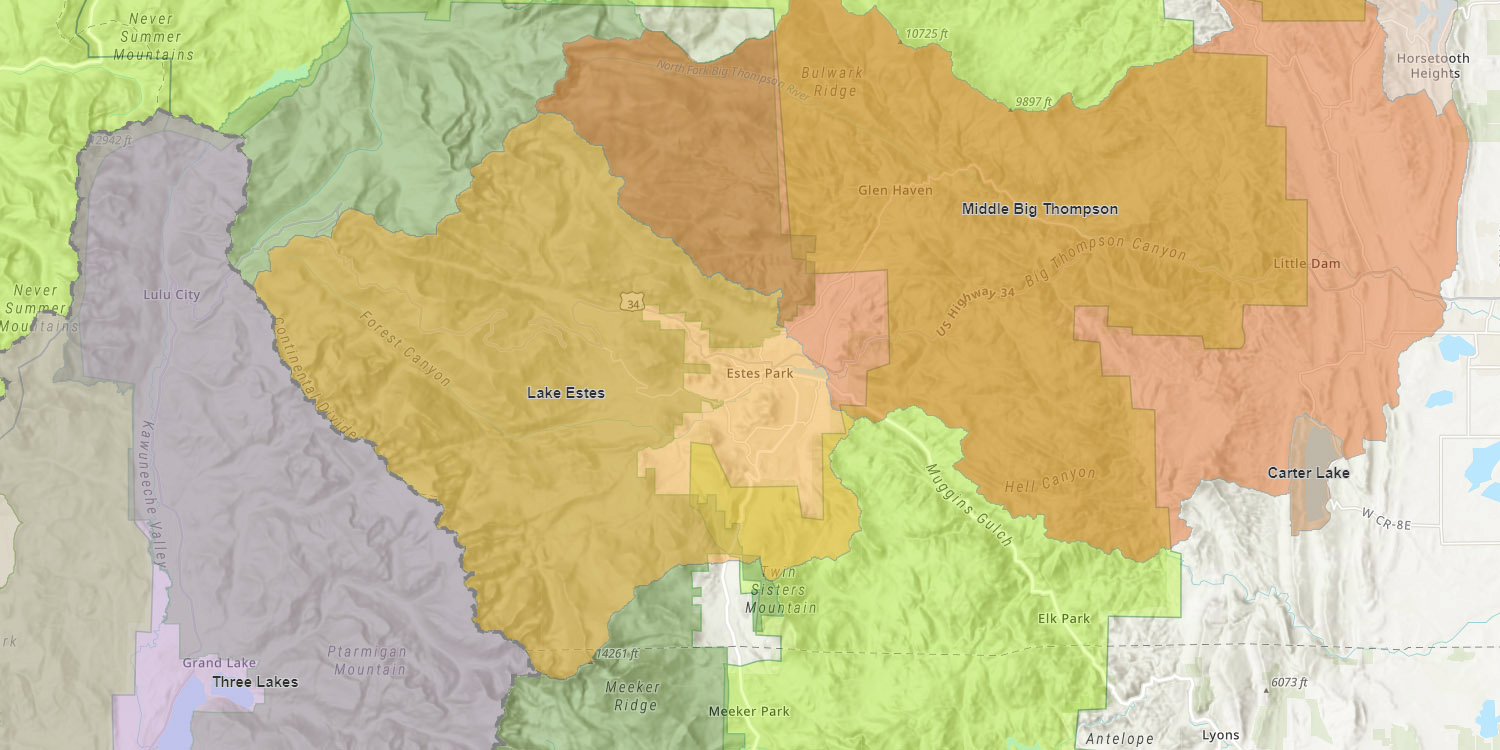 Never
Summer
Mountains
10725 ft
North Fork Big Thompson River
Bulwark
Ridge
Horsetooth
Heights
9897 ft
12942 ft
Glen Haven
Middle Big Thompson
Big Thompson Canyon
Little Dam
Lulu City
Never
Summer
Mountains
34
US Highway 34
Forest Canyon
Continental Divide
Estes Park
Lake Estes
Kawuneeche Valley
Muggins Gulch
Hell Canyon
Carter Lake
W CR-8E
Twin
Sisters
Mountain
Elk Park
rk
Ptarmigan
Mountain
14261 ft
Grand Lake
Three Lakes
Meeker
Ridge
Meeker Park
6073 ft
Antelope
Lyons